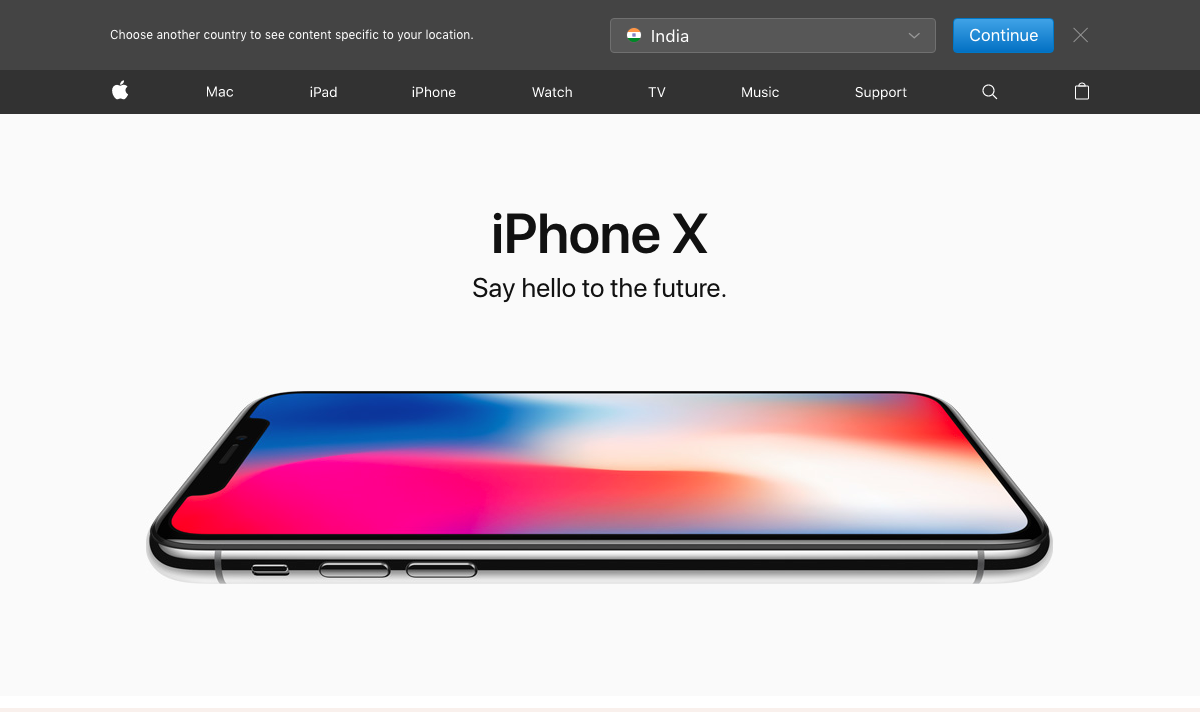 Choose another country to see content specific to your location.
India
Continue
Mac
iPad
iPhone
Watch
TV
Music
Support
iPhone X
Say hello to the future.